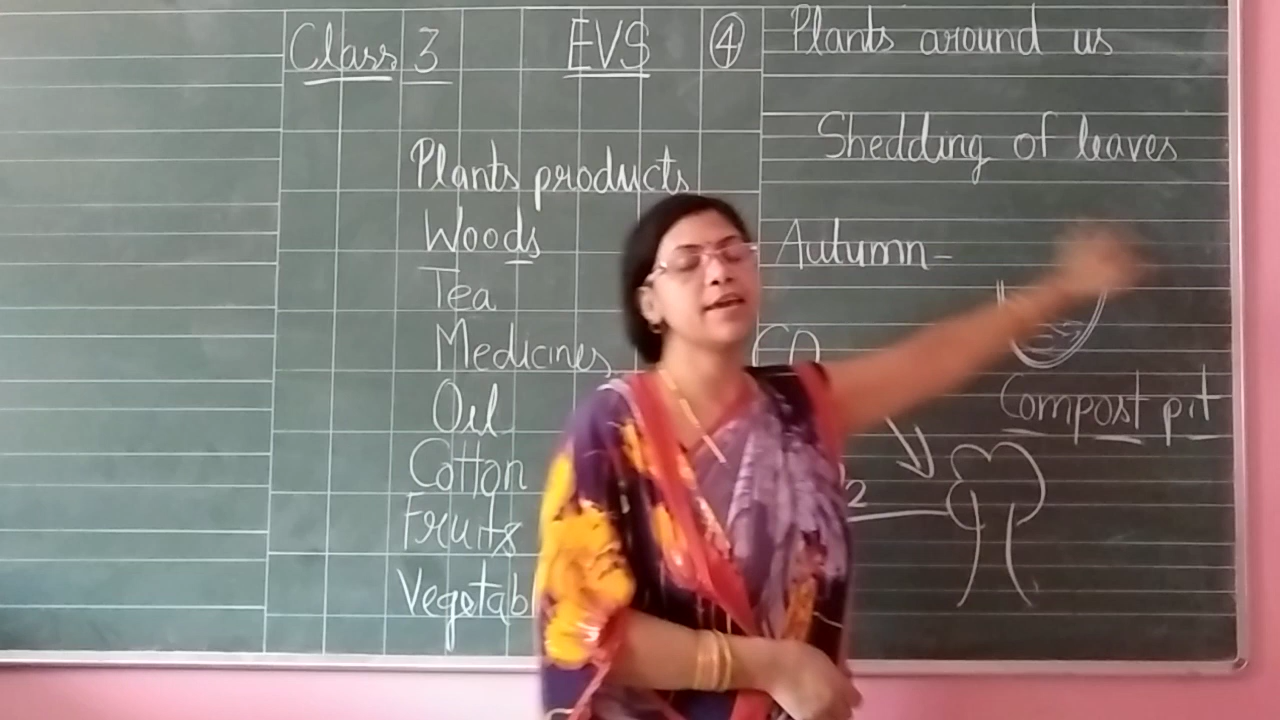 Class 3 EVS 4
Plants products
Woods
Tea
Medicines
Oil
Cotton
Fruits
Plants around us
Shedding of leaves
Autumn-
Compost pit
2